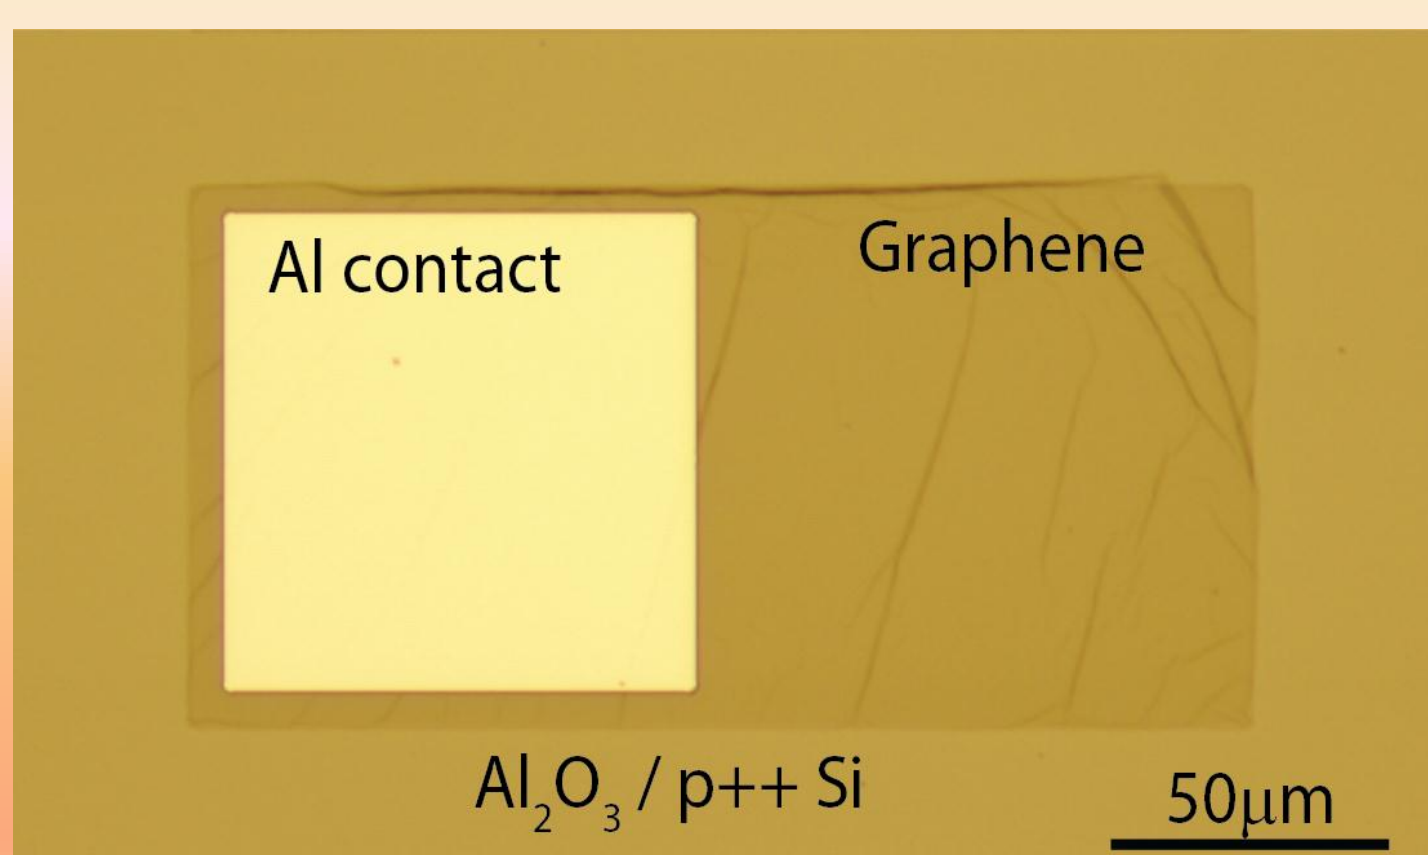 Al contact
Graphene
Al₂O₃ / p++ Si
50μm